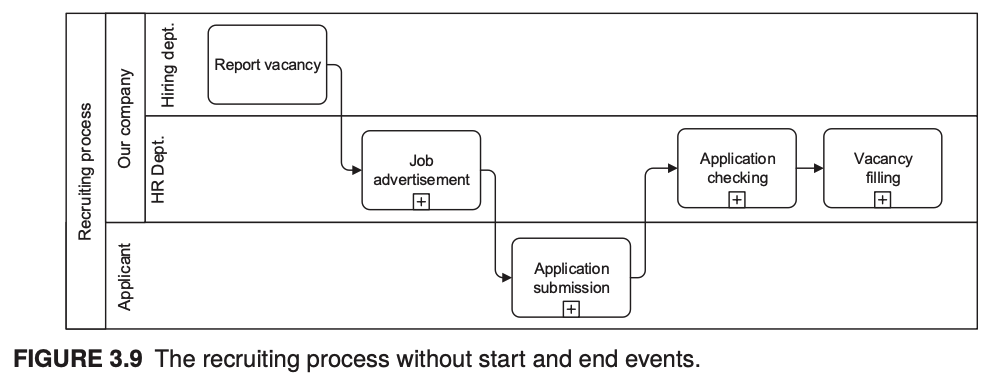 Recruiting process
Our company
Hiring dept.
Report vacancy
HR Dept.
Job
advertisement
+
Application
checking
+
Vacancy
filling
+
Applicant
Application
submission
+
FIGURE 3.9 The recruiting process without start and end events.